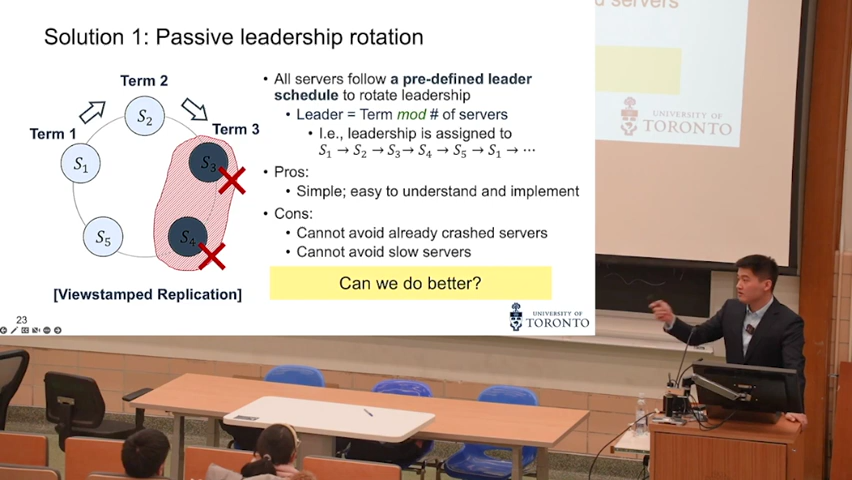 Solution 1: Passive leadership rotation
Term 1
Term 2
Term 3
S1
S2
S3
S4
S5
[Viewstamped Replication]
• All servers follow a pre-defined leader
schedule to rotate leadership
• Leader = Term mod # of servers
• I.e., leadership is assigned to
S1 → S2 → S3 → S4 → S5 → S1 → ⋯
• Pros:
• Simple; easy to understand and implement
• Cons:
• Cannot avoid already crashed servers
• Cannot avoid slow servers
Can we do better?
23
UNIVERSITY OF
TORONTO
servers
UNIVERSITY OF
TORONTO